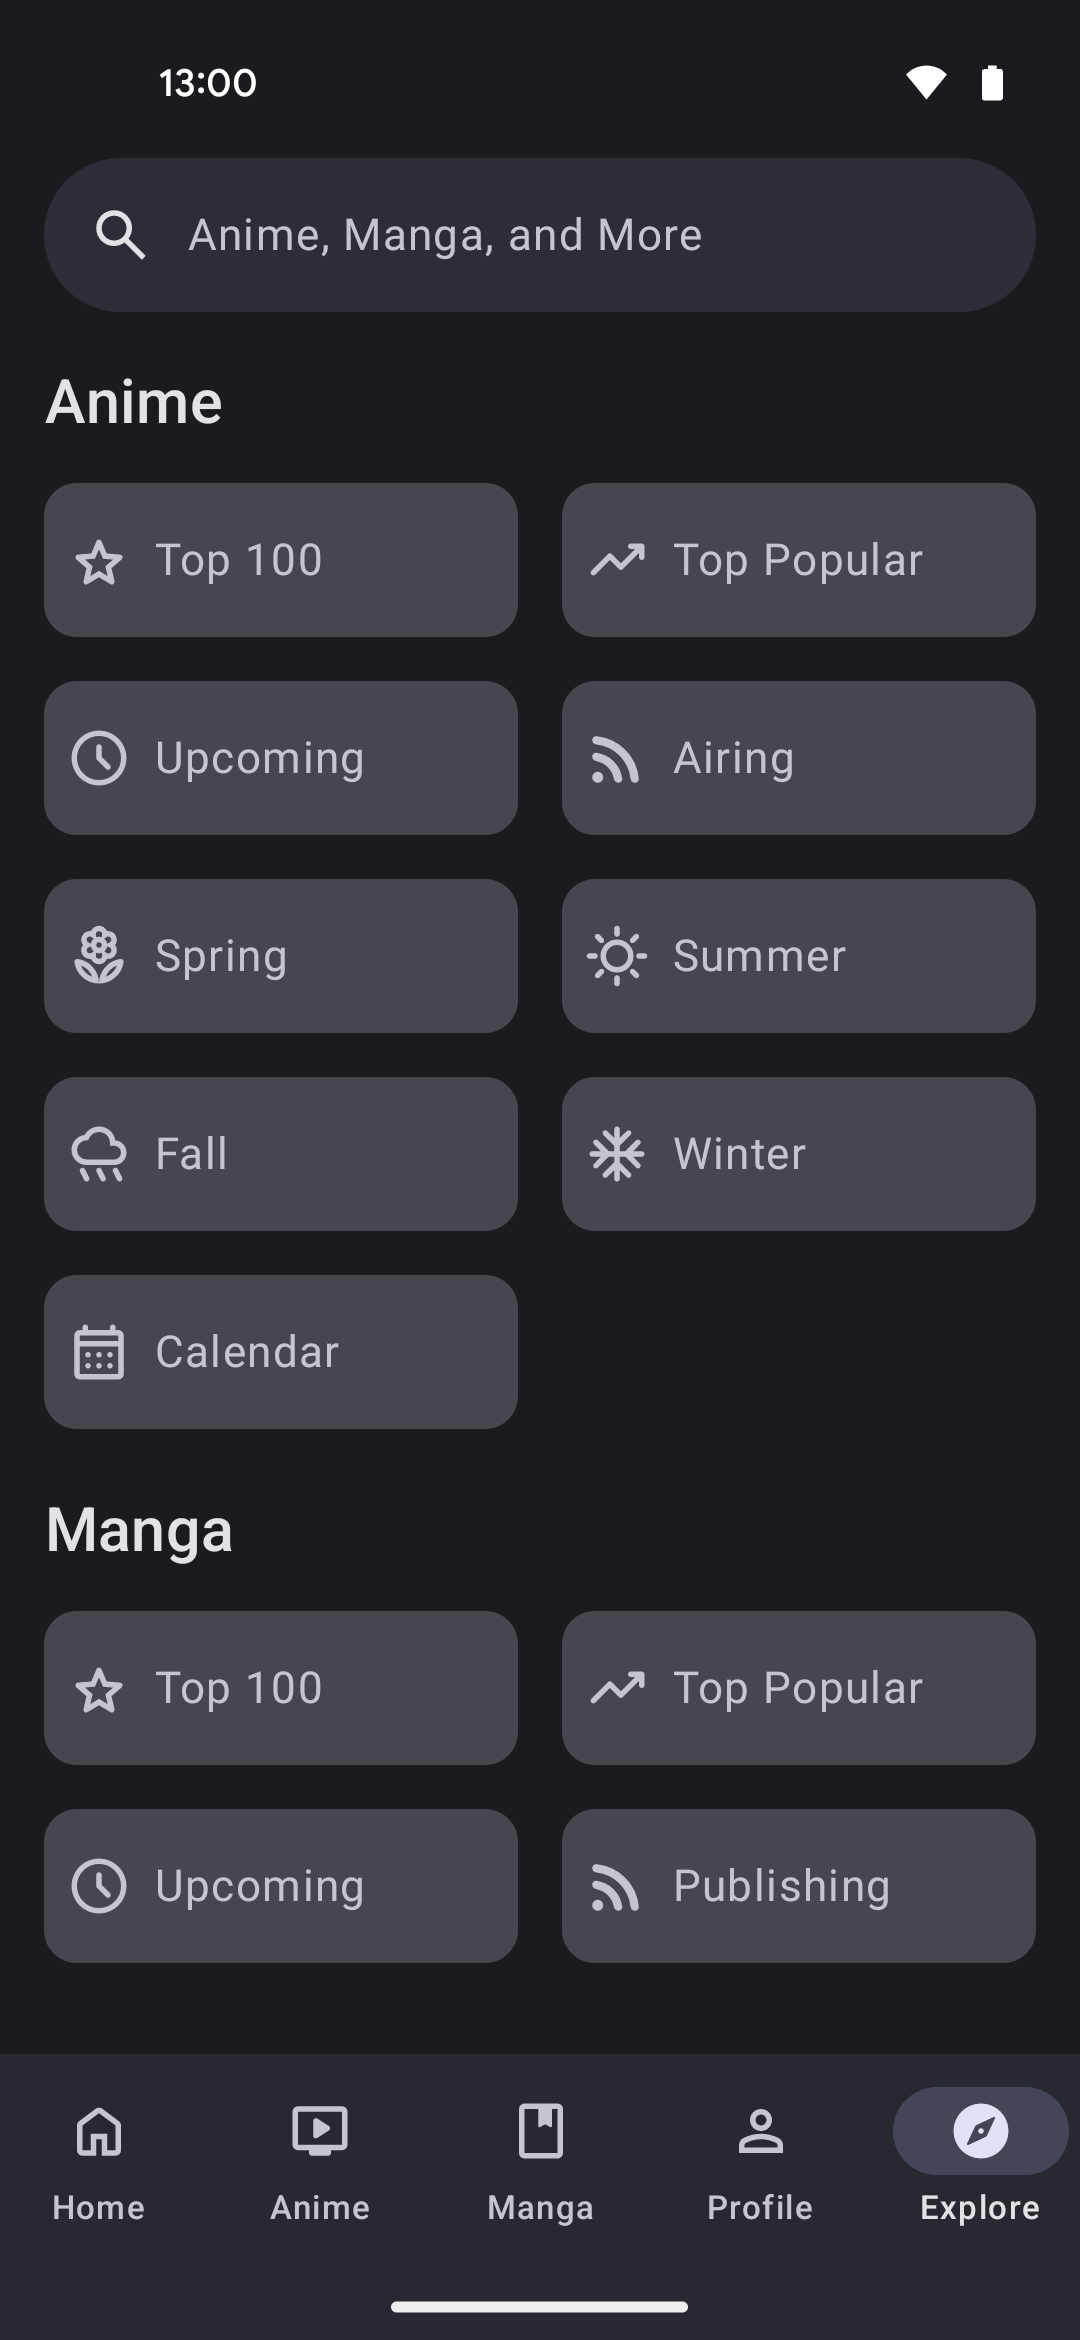 13:00
Anime, Manga, and More
Anime
Top 100
Top Popular
Upcoming
Airing
Spring
Summer
Fall
Winter
Calendar
Manga
Top 100
Top Popular
Upcoming
Publishing
Home
Anime
Manga
Profile
Explore